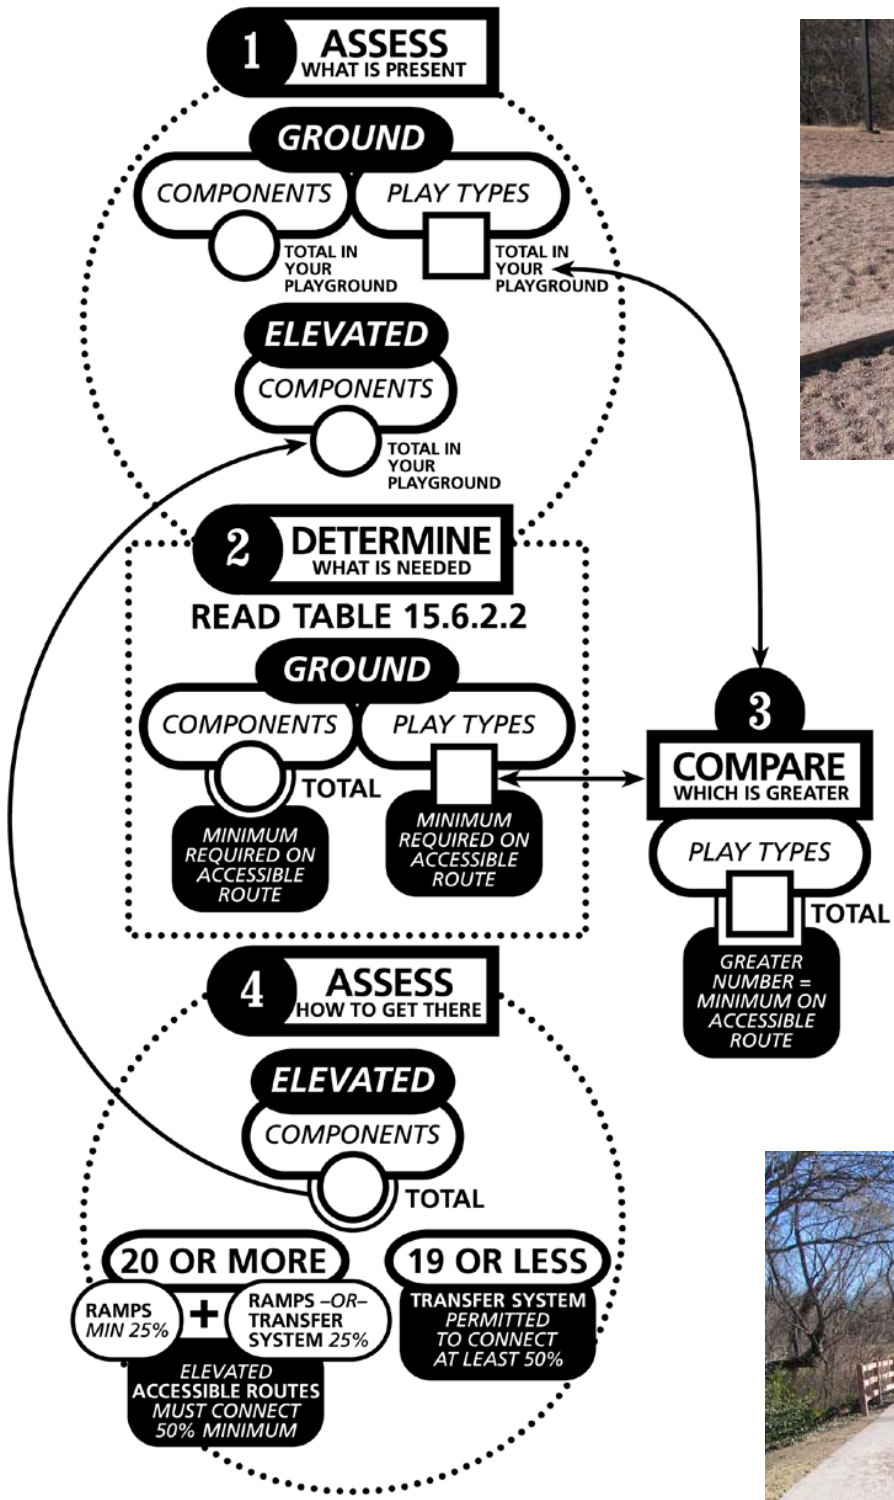 1 ASSESS
WHAT IS PRESENT
GROUND
COMPONENTS
TOTAL IN
YOUR
PLAYGROUND
PLAY TYPES
TOTAL IN
YOUR
PLAYGROUND
ELEVATED
COMPONENTS
TOTAL IN
YOUR
PLAYGROUND
2 DETERMINE
WHAT IS NEEDED
READ TABLE 15.6.2.2
GROUND
COMPONENTS
TOTAL
MINIMUM
REQUIRED ON
ACCESSIBLE
ROUTE
PLAY TYPES
MINIMUM
REQUIRED ON
ACCESSIBLE
ROUTE
3
COMPARE
WHICH IS GREATER
PLAY TYPES
TOTAL
GREATER
NUMBER =
MINIMUM ON
ACCESSIBLE
ROUTE
4 ASSESS
HOW TO GET THERE
ELEVATED
COMPONENTS
TOTAL
20 OR MORE
RAMPS
MIN 25%
+
RAMPS –OR–
TRANSFER
SYSTEM 25%
ELEVATED
ACCESSIBLE ROUTES
MUST CONNECT
50% MINIMUM
19 OR LESS
TRANSFER SYSTEM
PERMITTED
TO CONNECT
AT LEAST 50%